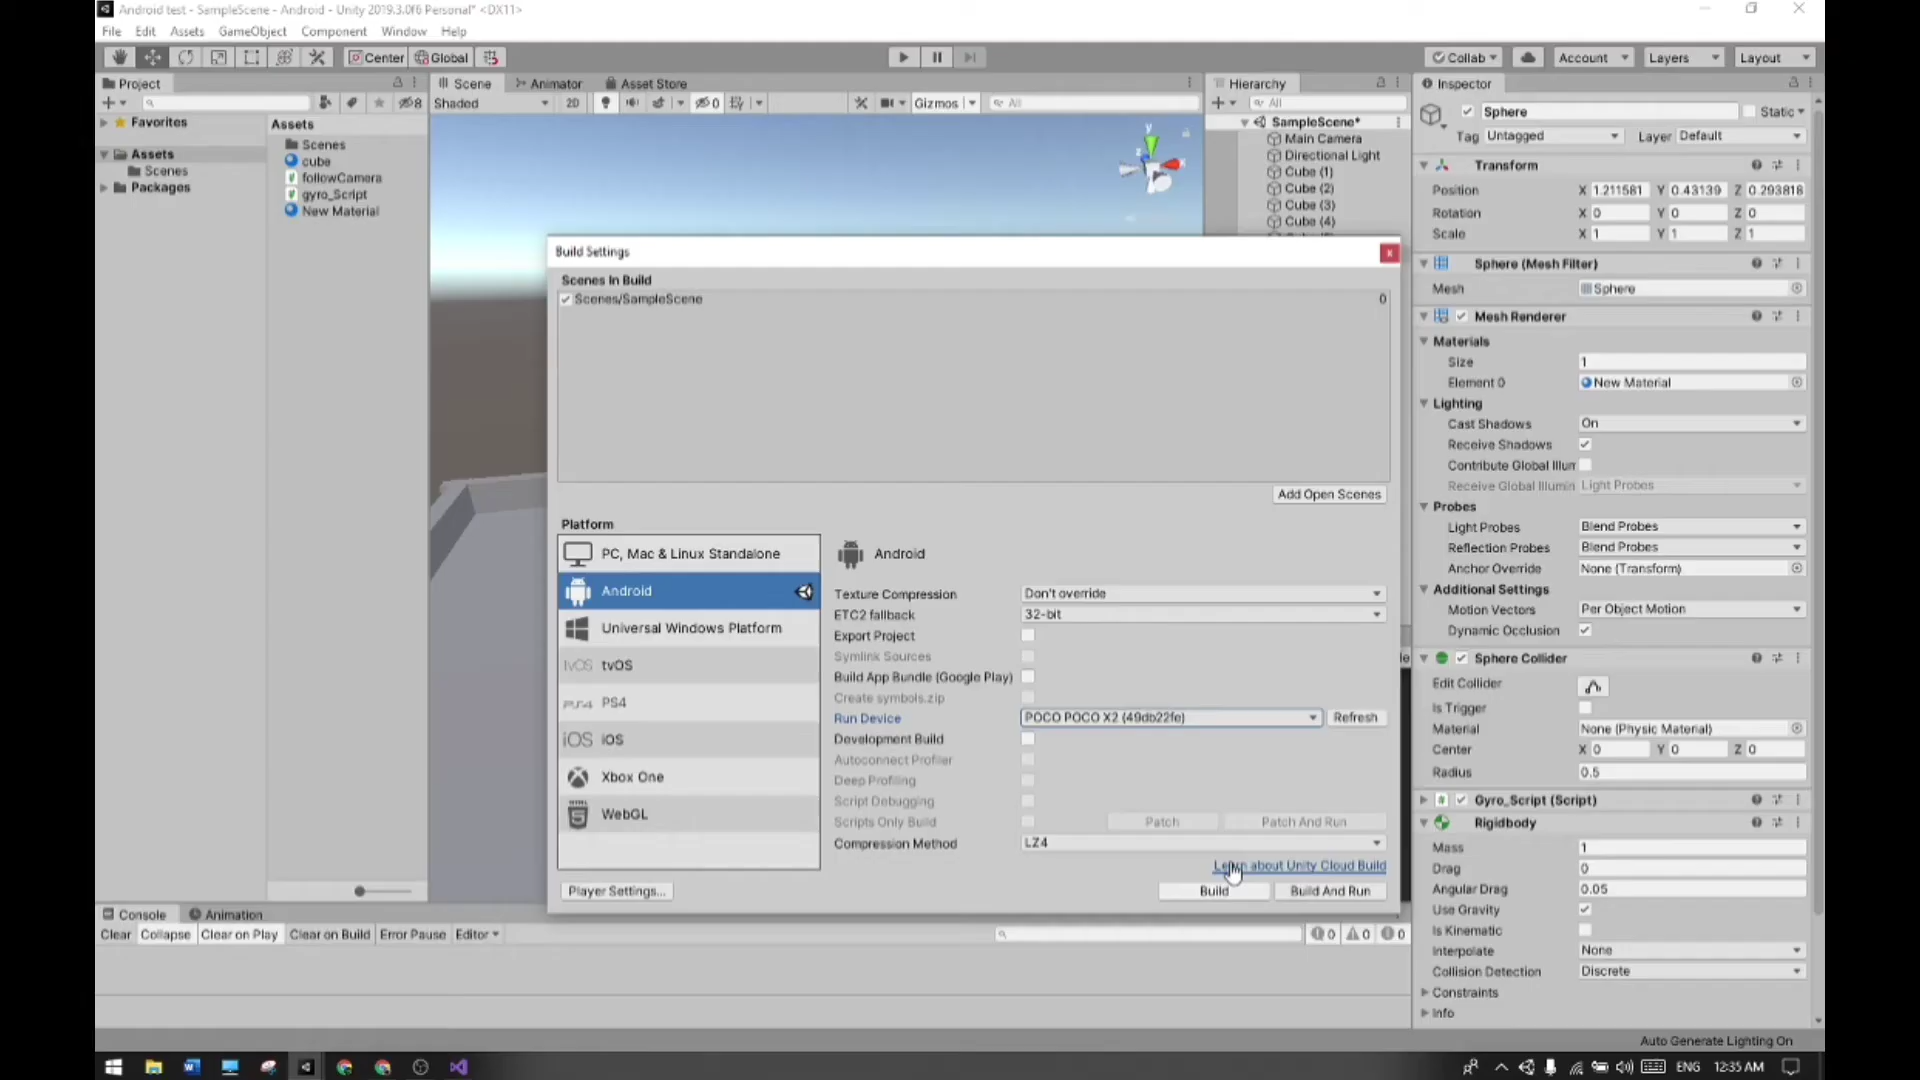 Android test - SampleScene - Android - Unity 2019.3.0f6 Personal* <DX11>
File Edit Assets GameObject Component Window Help
Center Global Collab Account Layers Layout
Project Scene Animator Asset Store Hierarchy Inspector
8 Shaded 2D 0 Gizmos All All
Favorites
Assets
Scenes
Packages
Assets
Scenes
cube
followCamera
gyro_Script
New Material
y
SampleScene*
Main Camera
Directional Light
Cube (1)
Cube (2)
Cube (3)
Cube (4)
Sphere Static
Tag Untagged Layer Default
Transform
Position X 1.211581 Y 0.43139 Z 0.293818
Rotation X 0 Y 0 Z 0
Scale X 1 Y 1 Z 1
Sphere (Mesh Filter)
Mesh Sphere
Mesh Renderer
Materials
Size 1
Element 0 New Material
Lighting
Cast Shadows On
Receive Shadows
Contribute Global Illum
Receive Global Illumin Light Probes
Probes
Light Probes Blend Probes
Reflection Probes Blend Probes
Anchor Override None (Transform)
Additional Settings
Motion Vectors Per Object Motion
Dynamic Occlusion
Sphere Collider
Edit Collider
Is Trigger
Material None (Physic Material)
Center X 0 Y 0 Z 0
Radius 0.5
Gyro_Script (Script)
Rigidbody
Mass 1
Drag 0
Angular Drag 0.05
Use Gravity
Is Kinematic
Interpolate None
Collision Detection Discrete
Constraints
Info
Build Settings
Scenes In Build
Scenes/SampleScene 0
Add Open Scenes
Platform
PC, Mac & Linux Standalone
Android
Universal Windows Platform
tvOS tvOS
PS4 PS4
iOS iOS
Xbox One
WebGL
Android
Texture Compression Don't override
ETC2 fallback 32-bit
Export Project
Symlink Sources
Build App Bundle (Google Play)
Create symbols.zip
Run Device POCO POCO X2 (49db22fe) Refresh
Development Build
Autoconnect Profiler
Deep Profiling
Script Debugging
Scripts Only Build Patch Patch And Run
Compression Method LZ4
Learn about Unity Cloud Build
Player Settings... Build Build And Run
Console Animation
Clear Collapse Clear on Play Clear on Build Error Pause Editor 0 0 0
Auto Generate Lighting On
ENG 12:35 AM